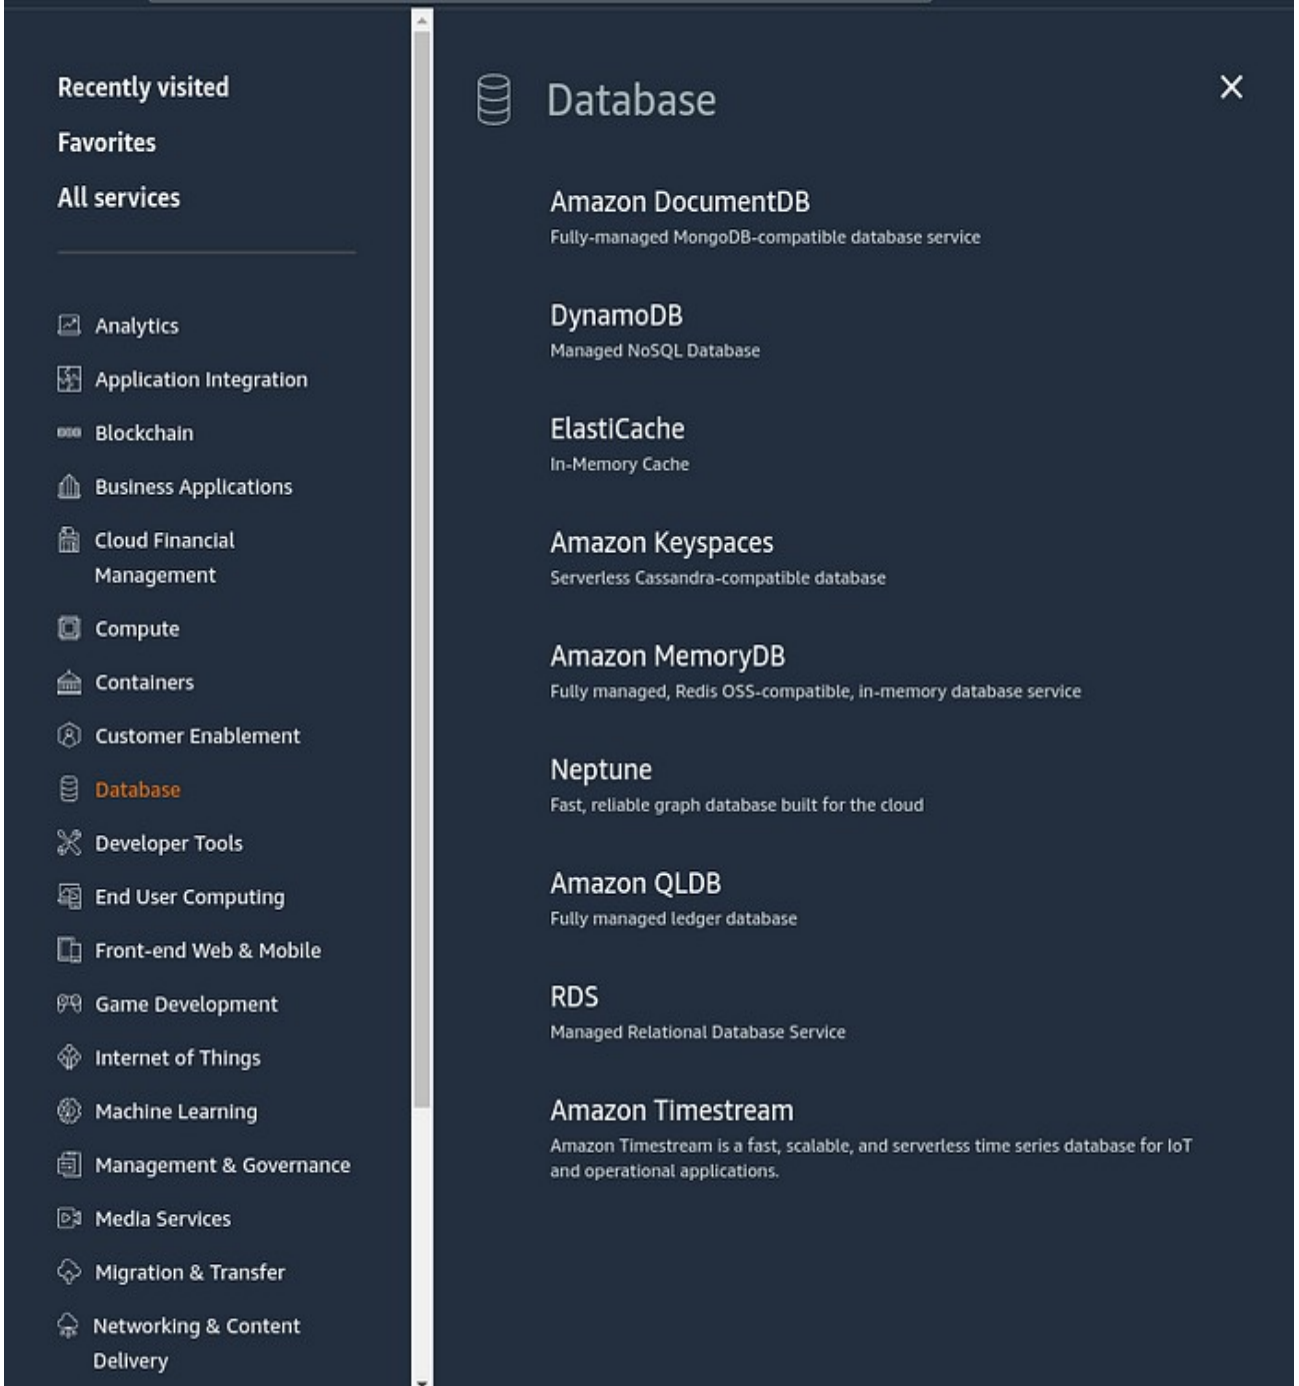 Recently visited
Favorites
All services
Analytics
Application Integration
Blockchain
Business Applications
Cloud Financial
Management
Compute
Containers
Customer Enablement
Database
Developer Tools
End User Computing
Front-end Web & Mobile
Game Development
Internet of Things
Machine Learning
Management & Governance
Media Services
Migration & Transfer
Networking & Content
Delivery
Database
Amazon DocumentDB
Fully-managed MongoDB-compatible database service
DynamoDB
Managed NoSQL Database
ElastiCache
In-Memory Cache
Amazon Keyspaces
Serverless Cassandra-compatible database
Amazon MemoryDB
Fully managed, Redis OSS-compatible, in-memory database service
Neptune
Fast, reliable graph database built for the cloud
Amazon QLDB
Fully managed ledger database
RDS
Managed Relational Database Service
Amazon Timestream
Amazon Timestream is a fast, scalable, and serverless time series database for IoT
and operational applications.